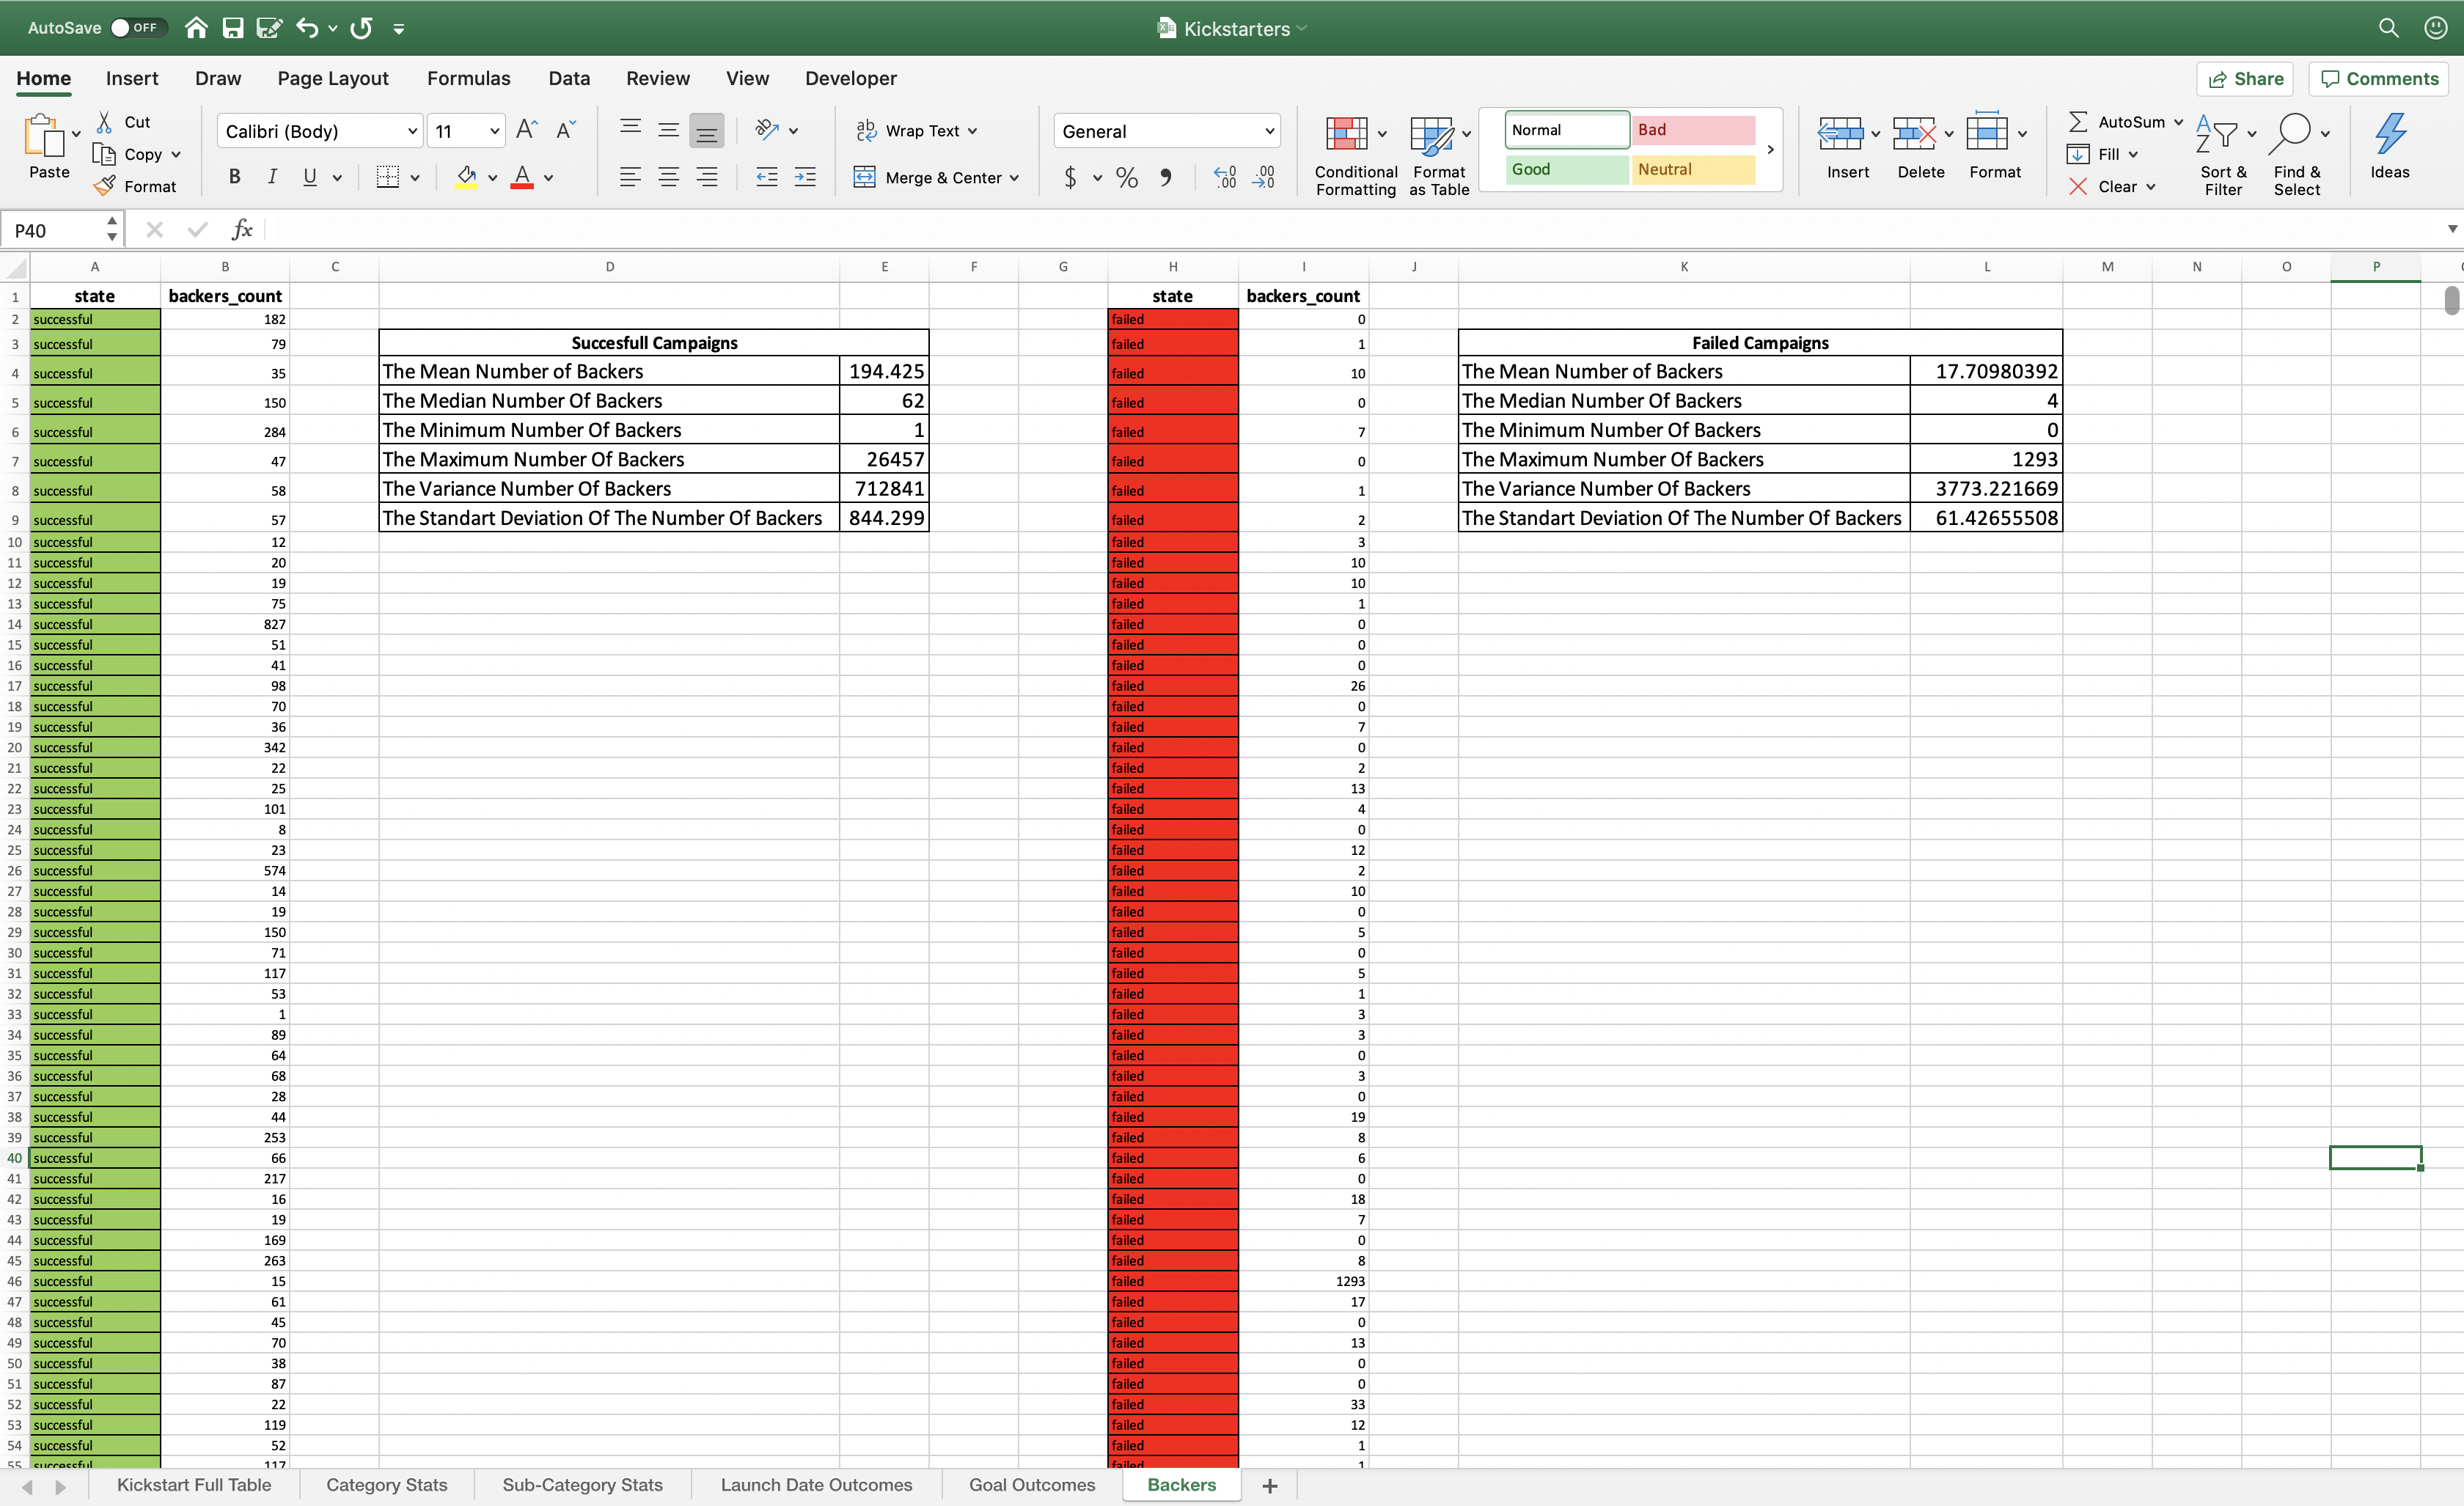 AutoSave OFF Kickstarters
Home Insert Draw Page Layout Formulas Data Review View Developer Share Comments
Cut
Copy
Format
Paste
Calibri (Body) 11
B I U
Wrap Text
Merge & Center
General
$ %
Conditional Formatting
Format as Table
Normal Bad
Good Neutral
Insert Delete Format
AutoSum
Fill
Clear
Sort & Filter
Find & Select
Ideas
P40 fx
A B C D E F G H I J K L M N O P
1 state backers_count state backers_count
2 successful 182 failed 0
3 successful 79 Succesfull Campaigns failed 1 Failed Campaigns
4 successful 35 The Mean Number of Backers 194.425 failed 10 The Mean Number of Backers 17.70980392
5 successful 150 The Median Number Of Backers 62 failed 0 The Median Number Of Backers 4
6 successful 284 The Minimum Number Of Backers 1 failed 7 The Minimum Number Of Backers 0
7 successful 47 The Maximum Number Of Backers 26457 failed 0 The Maximum Number Of Backers 1293
8 successful 58 The Variance Number Of Backers 712841 failed 1 The Variance Number Of Backers 3773.221669
9 successful 57 The Standart Deviation Of The Number Of Backers 844.299 failed 2 The Standart Deviation Of The Number Of Backers 61.42655508
10 successful 12 failed 3
11 successful 20 failed 10
12 successful 19 failed 10
13 successful 75 failed 1
14 successful 827 failed 0
15 successful 51 failed 0
16 successful 41 failed 0
17 successful 98 failed 26
18 successful 70 failed 0
19 successful 36 failed 7
20 successful 342 failed 0
21 successful 22 failed 2
22 successful 25 failed 13
23 successful 101 failed 4
24 successful 8 failed 0
25 successful 23 failed 12
26 successful 574 failed 2
27 successful 14 failed 10
28 successful 19 failed 0
29 successful 150 failed 5
30 successful 71 failed 0
31 successful 117 failed 5
32 successful 53 failed 1
33 successful 1 failed 3
34 successful 89 failed 3
35 successful 64 failed 0
36 successful 68 failed 3
37 successful 28 failed 0
38 successful 44 failed 19
39 successful 253 failed 8
40 successful 66 failed 6
41 successful 217 failed 0
42 successful 16 failed 18
43 successful 19 failed 7
44 successful 169 failed 0
45 successful 263 failed 8
46 successful 15 failed 1293
47 successful 61 failed 17
48 successful 45 failed 0
49 successful 70 failed 13
50 successful 38 failed 0
51 successful 87 failed 0
52 successful 22 failed 33
53 successful 119 failed 12
54 successful 52 failed 1
55 successful 117 failed 1
Kickstart Full Table Category Stats Sub-Category Stats Launch Date Outcomes Goal Outcomes Backers +